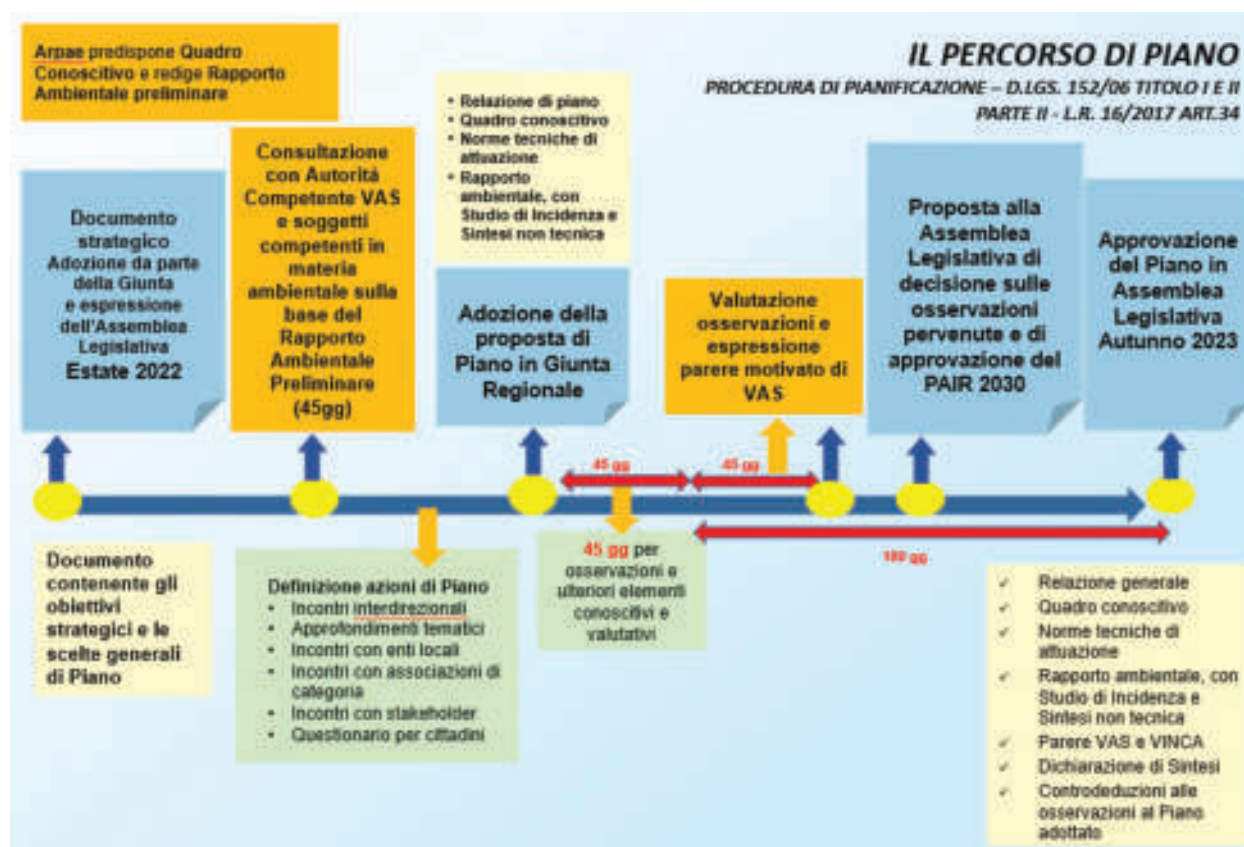 Arpae predispone Quadro
Conoscitivo e redige Rapporto
Ambientale preliminare
IL PERCORSO DI PIANO
PROCEDURA DI PIANIFICAZIONE – D.LGS. 152/06 TITOLO I E II
PARTE II - L.R. 16/2017 ART.34
Documento
strategico
Adozione da parte
della Giunta
e espressione
dell'Assemblea
Legislativa
Estate 2022
Consultazione
con Autorità
Competente VAS
e soggetti
competenti in
materia
ambientale sulla
base del
Rapporto
Ambientale
Preliminare
(45gg)
• Relazione di piano
• Quadro conoscitivo
• Norme tecniche di
attuazione
• Rapporto
ambientale, con
Studio di Incidenza e
Sintesi non tecnica
Adozione della
proposta di
Piano in Giunta
Regionale
Valutazione
osservazioni e
espressione
parere motivato di
VAS
Proposta alla
Assemblea
Legislativa di
decisione sulle
osservazioni
pervenute e di
approvazione del
PAIR 2030
Approvazione
del Piano in
Assemblea
Legislativa
Autunno 2023
45 gg
45 gg
180 gg
Documento
contenente gli
obiettivi
strategici e le
scelte generali
di Piano
Definizione azioni di Piano
• Incontri interdirezionali
• Approfondimenti tematici
• Incontri con enti locali
• Incontri con associazioni di
categoria
• Incontri con stakeholder
• Questionario per cittadini
45 gg per
osservazioni e
ulteriori elementi
conoscitivi e
valutativi
✓ Relazione generale
✓ Quadro conoscitivo
✓ Norme tecniche di
attuazione
✓ Rapporto ambientale, con
Studio di Incidenza e
Sintesi non tecnica
✓ Parere VAS e VINCA
✓ Dichiarazione di Sintesi
✓ Controdeduzioni alle
osservazioni al Piano
adottato